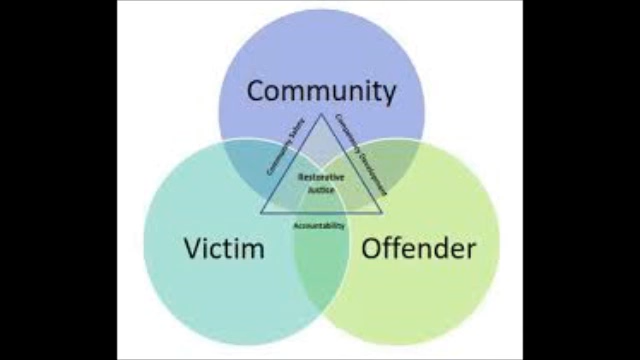 Community
Community Safety
Competency Development
Restorative
Justice
Accountability
Victim
Offender